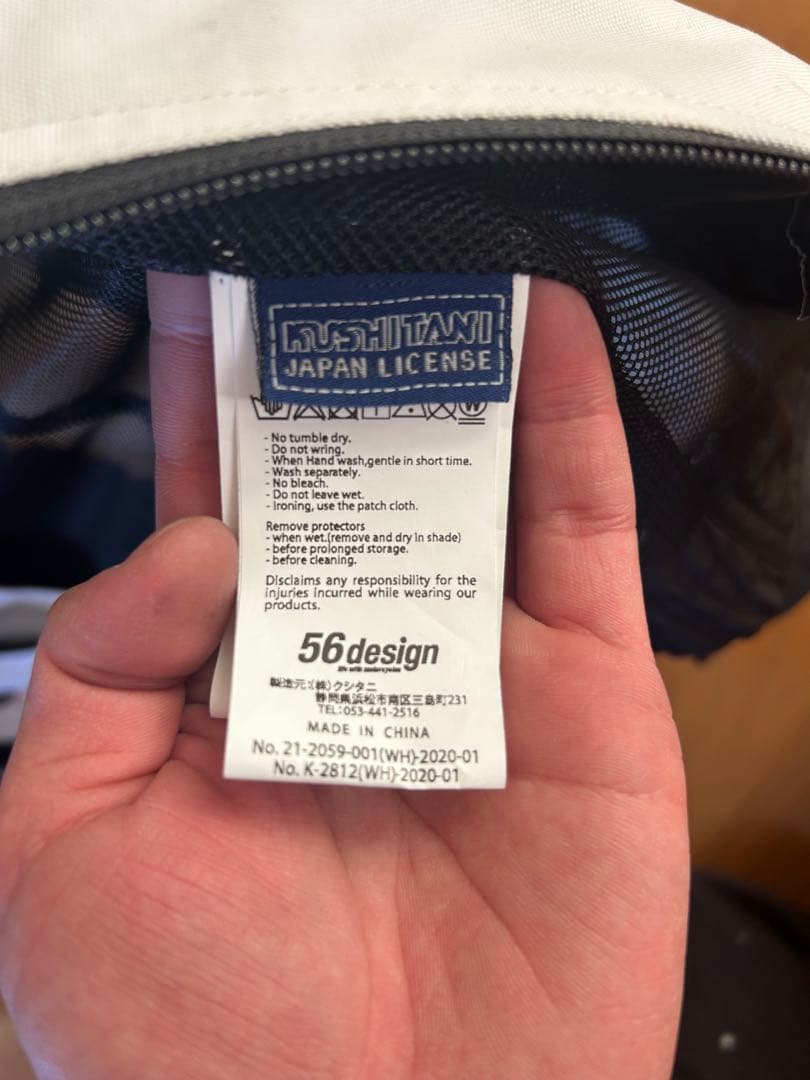 KUSHITANI
JAPAN LICENSE
W
- No tumble dry.
- Do not wring.
- When Hand wash,gentle in short time.
- Wash separately.
- No bleach.
- Do not leave wet.
- Ironing, use the patch cloth.
Remove protectors
- when wet.(remove and dry in shade)
- before prolonged storage.
- before cleaning.
Disclaims any responsibility for the
injuries incurred while wearing our
products.
56design
life with motorcycles
製造元:(株)クシタニ
静岡県浜松市南区三島町231
TEL:053-441-2516
MADE IN CHINA
No. 21-2059-001(WH)-2020-01
No. K-2812(WH)-2020-01